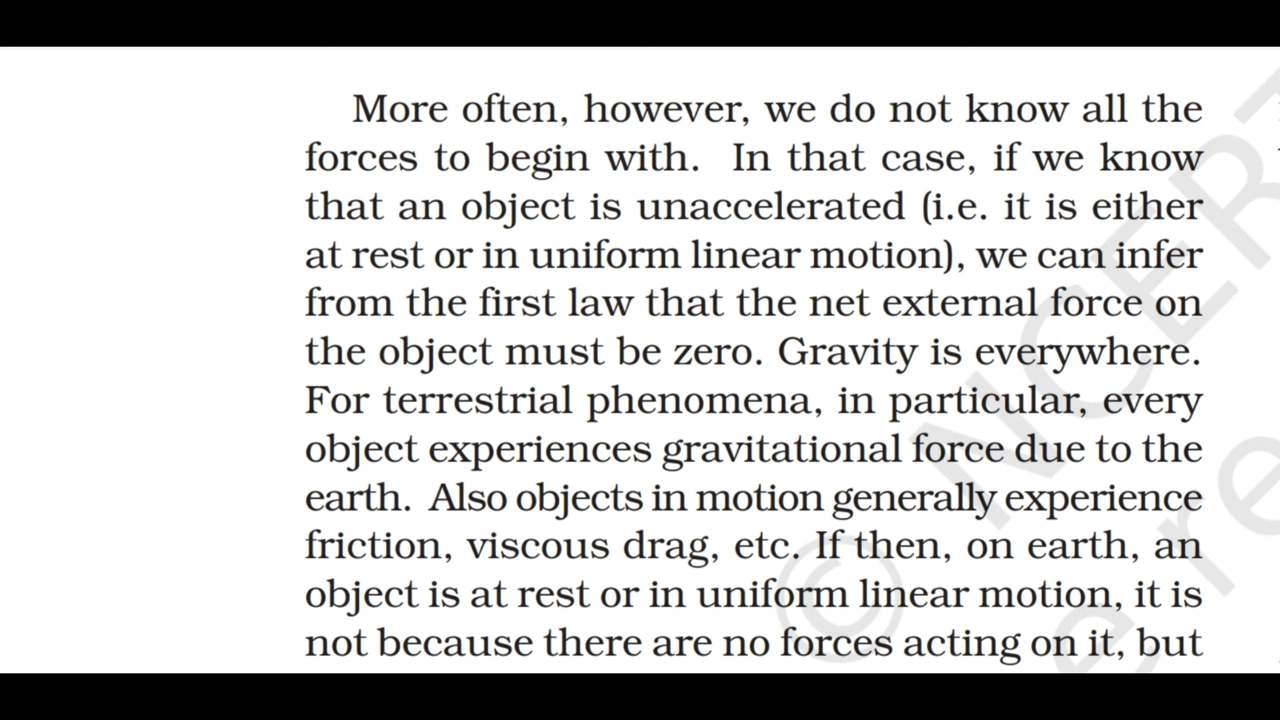 More often, however, we do not know all the
forces to begin with. In that case, if we know
that an object is unaccelerated (i.e. it is either
at rest or in uniform linear motion), we can infer
from the first law that the net external force on
the object must be zero. Gravity is everywhere.
For terrestrial phenomena, in particular, every
object experiences gravitational force due to the
earth. Also objects in motion generally experience
friction, viscous drag, etc. If then, on earth, an
object is at rest or in uniform linear motion, it is
not because there are no forces acting on it, but
© NCERT